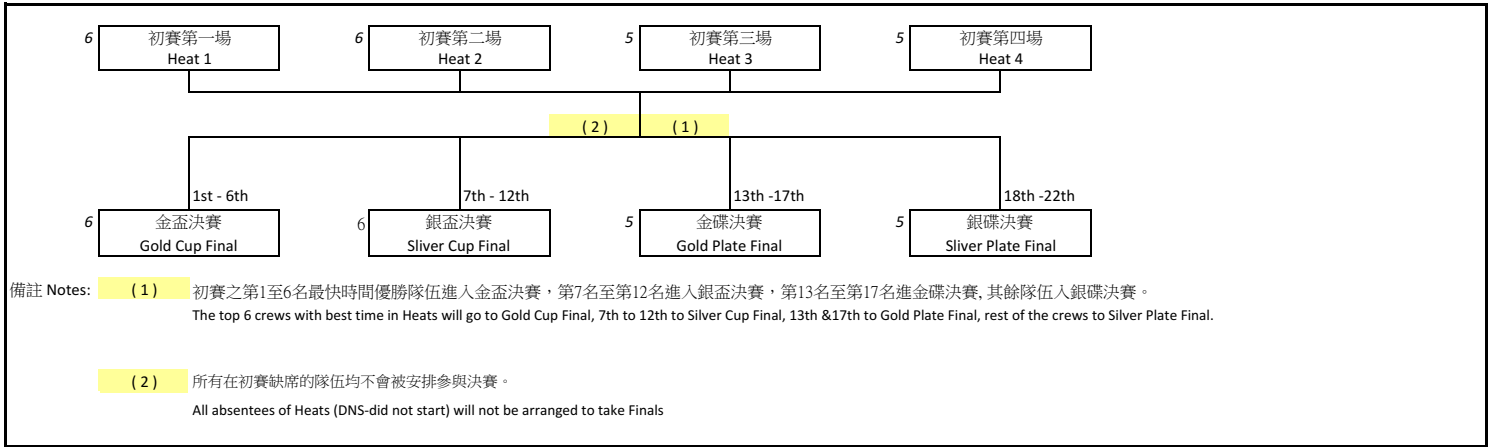 6 初賽第一場 6 初賽第二場 5 初賽第三場 5 初賽第四場
Heat 1 Heat 2 Heat 3 Heat 4
( 2 ) ( 1 )
1st - 6th 7th - 12th 13th -17th 18th -22th
6 金盃決賽 6 銀盃決賽 5 金碟決賽 5 銀碟決賽
Gold Cup Final Sliver Cup Final Gold Plate Final Sliver Plate Final
備註 Notes: ( 1 ) 初賽之第1至6名最快時間優勝隊伍進入金盃決賽，第7名至第12名進入銀盃決賽，第13名至第17名進金碟決賽, 其餘隊伍入銀碟決賽。
The top 6 crews with best time in Heats will go to Gold Cup Final, 7th to 12th to Silver Cup Final, 13th &17th to Gold Plate Final, rest of the crews to Silver Plate Final.
( 2 ) 所有在初賽缺席的隊伍均不會被安排參與決賽。
All absentees of Heats (DNS-did not start) will not be arranged to take Finals